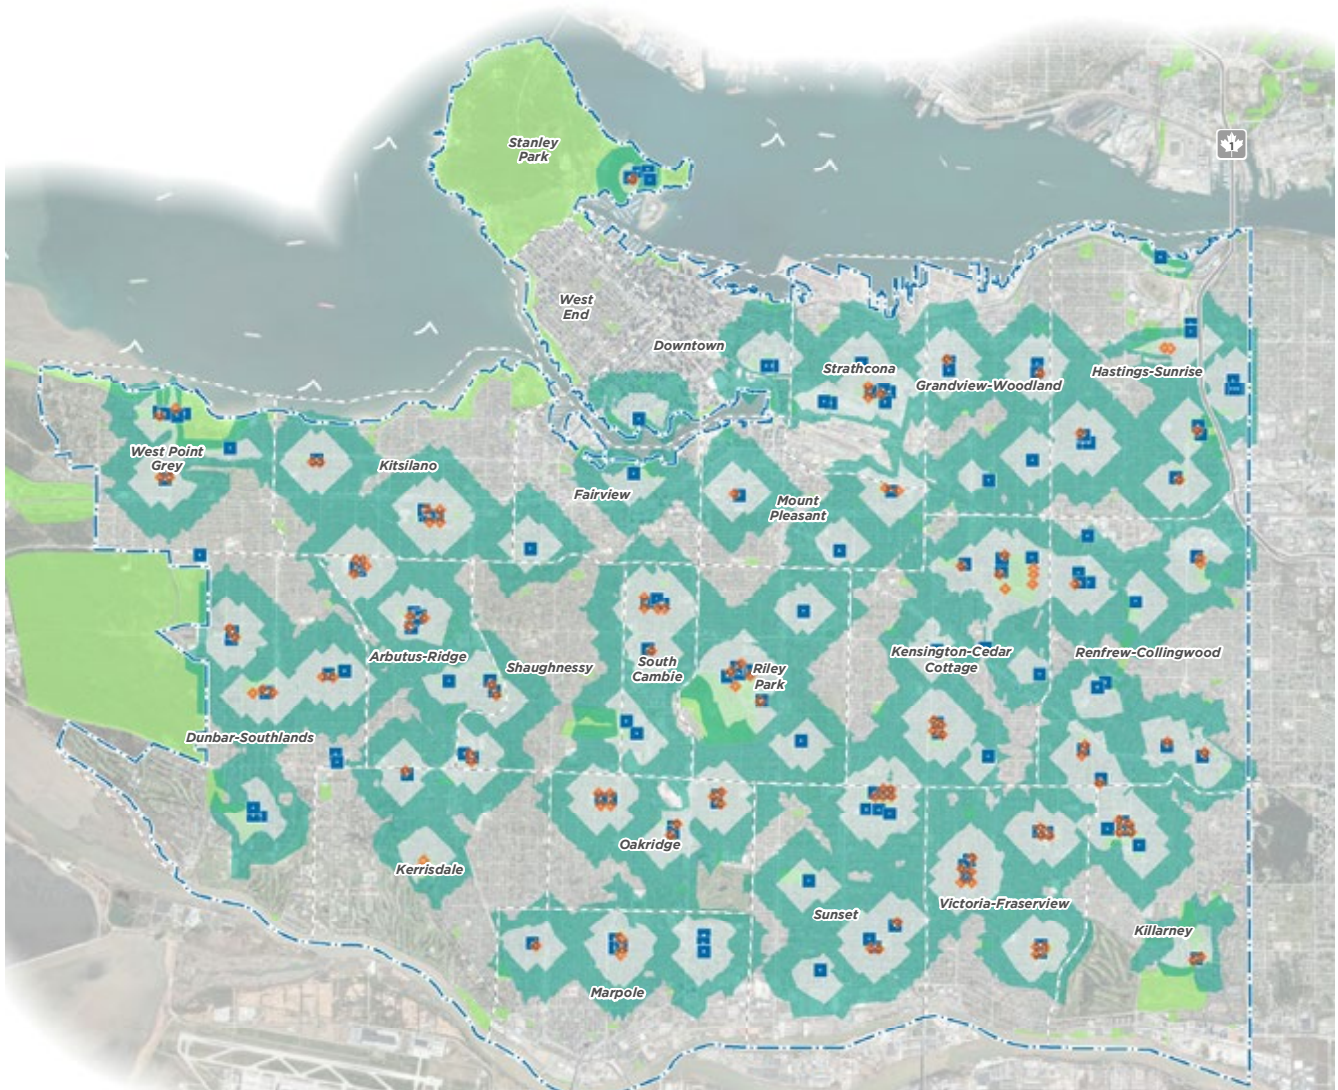 Stanley
Park
1
West
End
Downtown
Strathcona
Grandview-Woodland
Hastings-Sunrise
West Point
Grey
Kitsilano
Fairview
Mount
Pleasant
Arbutus-Ridge
Shaughnessy
South
Cambie
Riley
Park
Kensington-Cedar
Cottage
Renfrew-Collingwood
Dunbar-Southlands
Kerrisdale
Oakridge
Sunset
Victoria-Fraserview
Killarney
Marpole